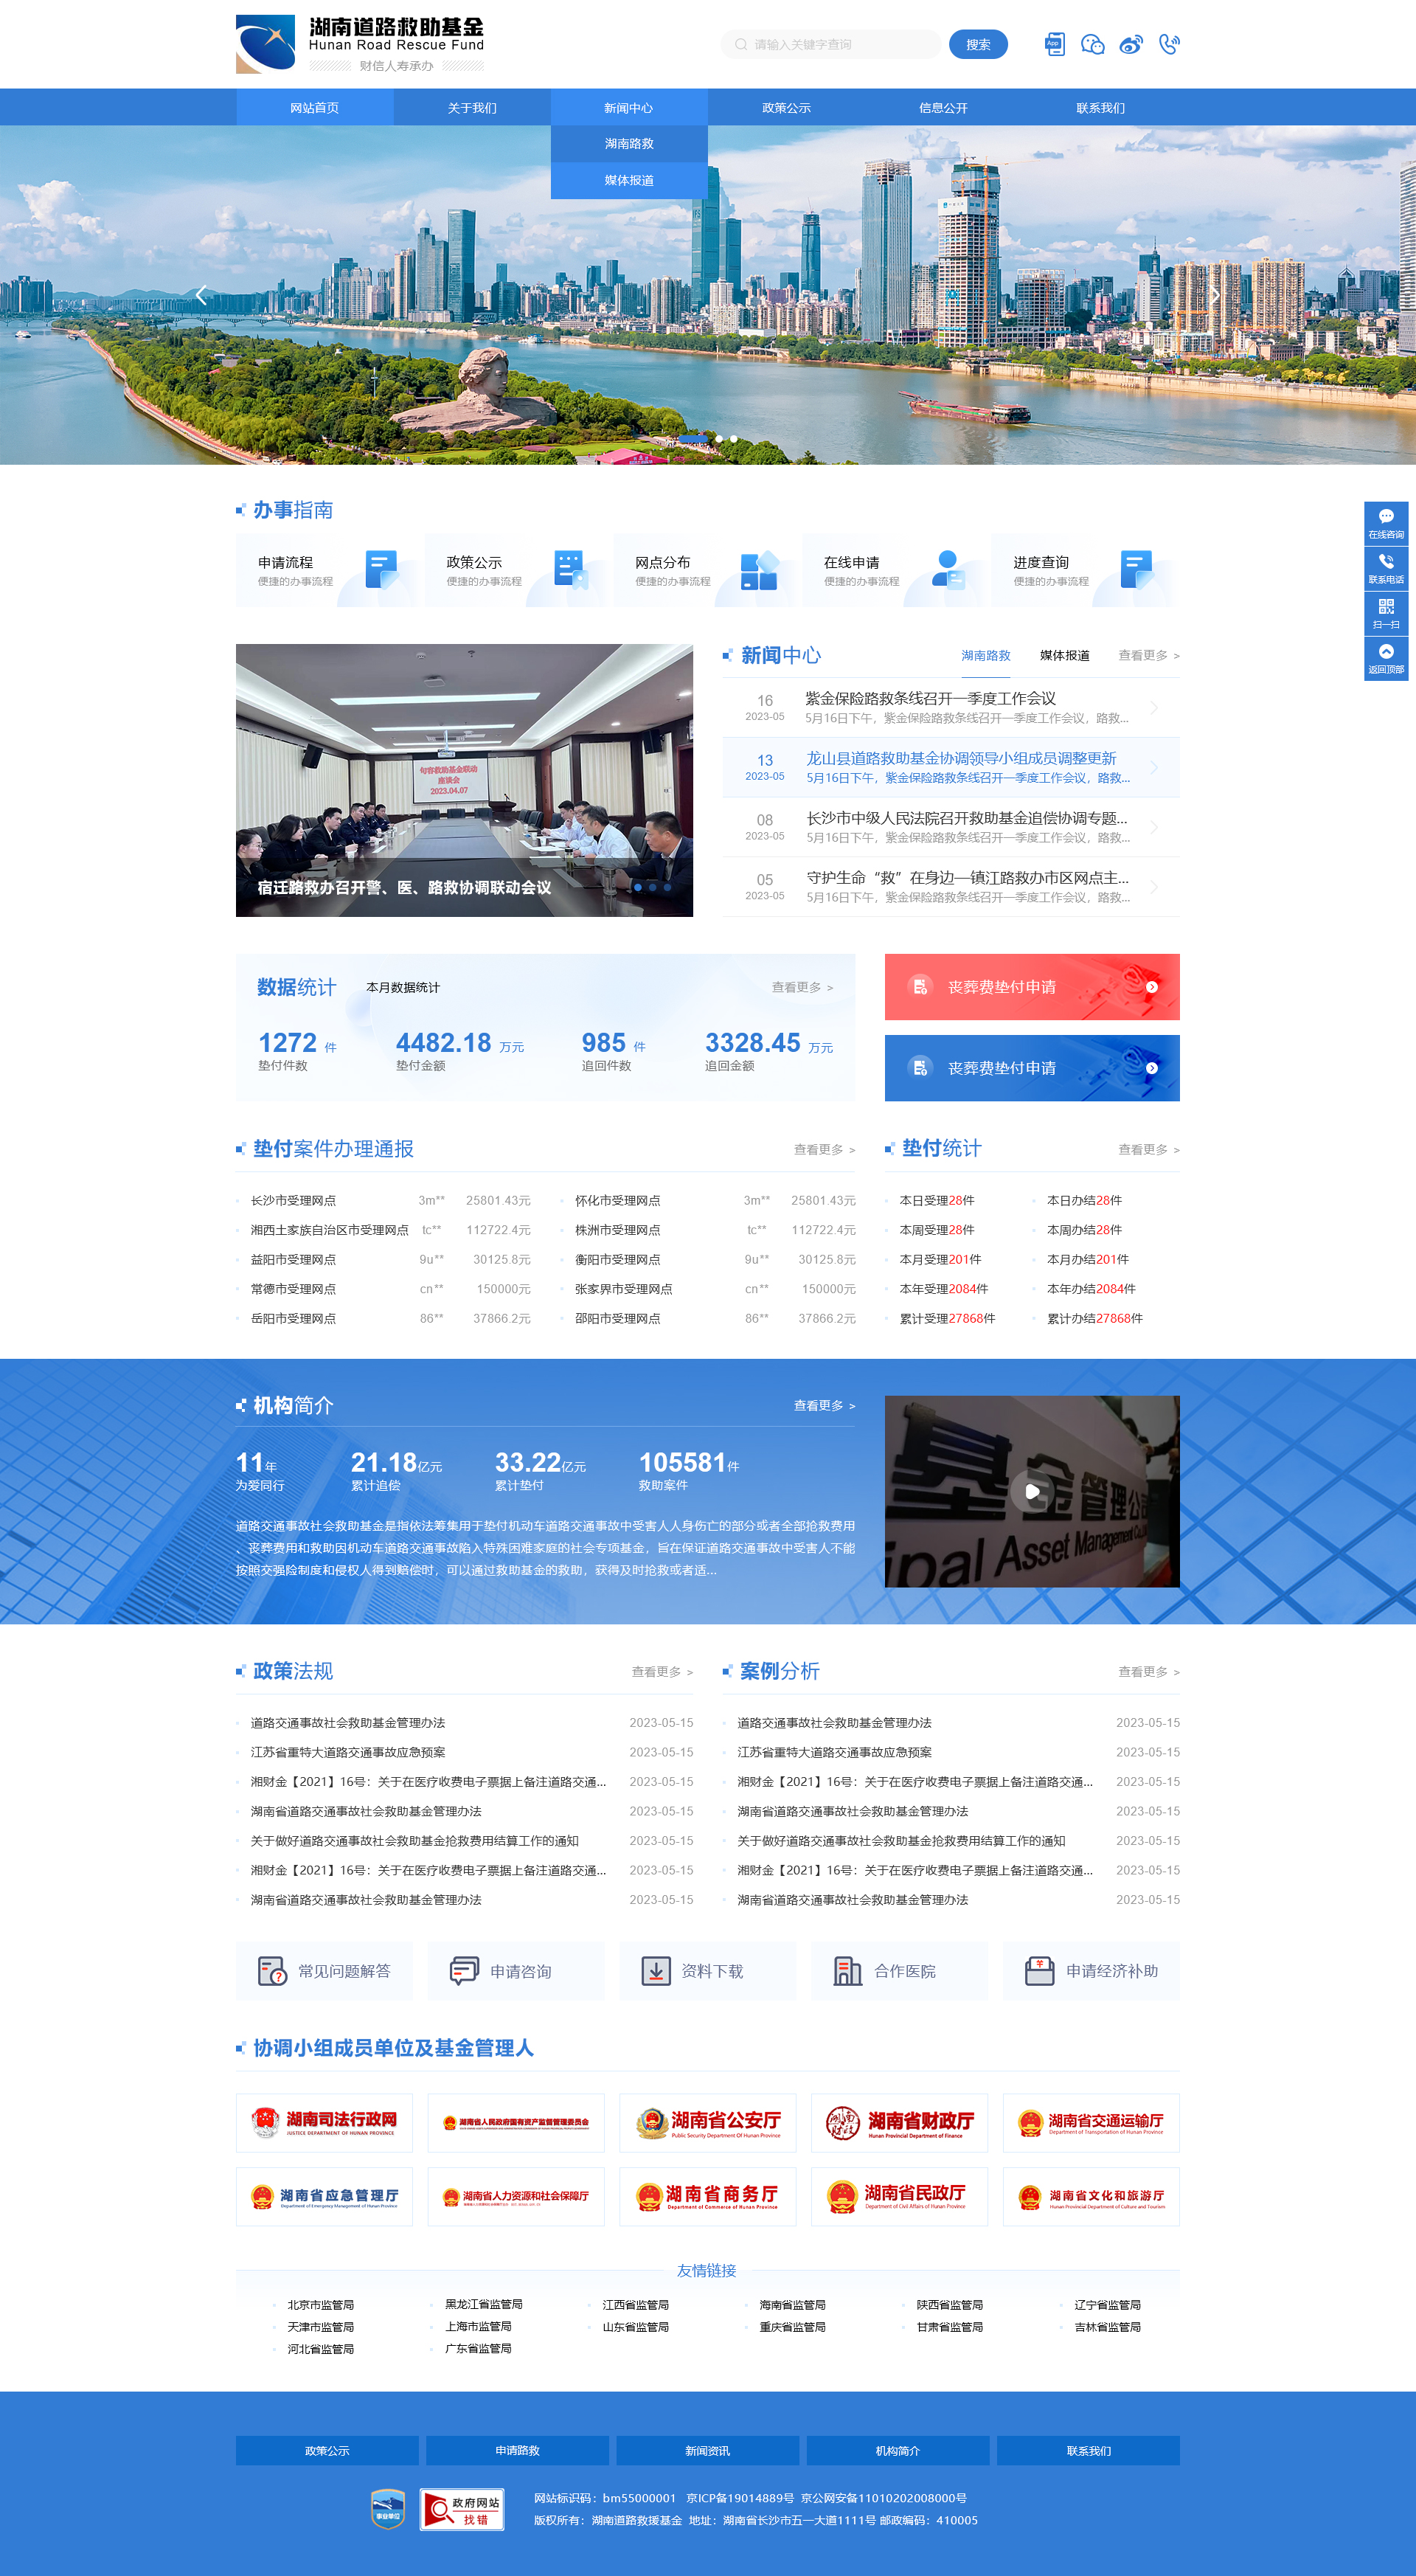 湖南道路救助基金
Hunan Road Rescue Fund
财信人寿承办
请输入关键字查询
搜索
App
网站首页 关于我们 新闻中心 政策公示 信息公开 联系我们
湖南路救
媒体报道
办事指南
申请流程 政策公示 网点分布 在线申请 进度查询
便捷的办事流程 便捷的办事流程 便捷的办事流程 便捷的办事流程 便捷的办事流程
在线咨询
联系电话
扫一扫
返回顶部
句容救助基金联动
座谈会
2023.04.07
宿迁路救办召开警、医、路救协调联动会议
新闻中心 湖南路救 媒体报道 查看更多 >
16 紫金保险路救条线召开一季度工作会议
2023-05 5月16日下午，紫金保险路救条线召开一季度工作会议，路救...
13 龙山县道路救助基金协调领导小组成员调整更新
2023-05 5月16日下午，紫金保险路救条线召开一季度工作会议，路救...
08 长沙市中级人民法院召开救助基金追偿协调专题...
2023-05 5月16日下午，紫金保险路救条线召开一季度工作会议，路救...
05 守护生命“救”在身边—镇江路救办市区网点主...
2023-05 5月16日下午，紫金保险路救条线召开一季度工作会议，路救...
数据统计 本月数据统计 查看更多 >
1272 件 4482.18 万元 985 件 3328.45 万元
垫付件数 垫付金额 追回件数 追回金额
丧葬费垫付申请
丧葬费垫付申请
垫付案件办理通报 查看更多 >
长沙市受理网点 3m** 25801.43元 怀化市受理网点 3m** 25801.43元
湘西土家族自治区市受理网点 tc** 112722.4元 株洲市受理网点 tc** 112722.4元
益阳市受理网点 9u** 30125.8元 衡阳市受理网点 9u** 30125.8元
常德市受理网点 cn** 150000元 张家界市受理网点 cn** 150000元
岳阳市受理网点 86** 37866.2元 邵阳市受理网点 86** 37866.2元
垫付统计 查看更多 >
本日受理28件 本日办结28件
本周受理28件 本周办结28件
本月受理201件 本月办结201件
本年受理2084件 本年办结2084件
累计受理27868件 累计办结27868件
机构简介 查看更多 >
11年 21.18亿元 33.22亿元 105581件
为爱同行 累计追偿 累计垫付 救助案件
道路交通事故社会救助基金是指依法筹集用于垫付机动车道路交通事故中受害人人身伤亡的部分或者全部抢救费用
、丧葬费用和救助因机动车道路交通事故陷入特殊困难家庭的社会专项基金，旨在保证道路交通事故中受害人不能
按照交强险制度和侵权人得到赔偿时，可以通过救助基金的救助，获得及时抢救或者适...
管理公
ipal Asset Management
政策法规 查看更多 >
道路交通事故社会救助基金管理办法 2023-05-15
江苏省重特大道路交通事故应急预案 2023-05-15
湘财金【2021】16号：关于在医疗收费电子票据上备注道路交通... 2023-05-15
湖南省道路交通事故社会救助基金管理办法 2023-05-15
关于做好道路交通事故社会救助基金抢救费用结算工作的通知 2023-05-15
湘财金【2021】16号：关于在医疗收费电子票据上备注道路交通... 2023-05-15
湖南省道路交通事故社会救助基金管理办法 2023-05-15
案例分析 查看更多 >
道路交通事故社会救助基金管理办法 2023-05-15
江苏省重特大道路交通事故应急预案 2023-05-15
湘财金【2021】16号：关于在医疗收费电子票据上备注道路交通... 2023-05-15
湖南省道路交通事故社会救助基金管理办法 2023-05-15
关于做好道路交通事故社会救助基金抢救费用结算工作的通知 2023-05-15
湘财金【2021】16号：关于在医疗收费电子票据上备注道路交通... 2023-05-15
湖南省道路交通事故社会救助基金管理办法 2023-05-15
常见问题解答 申请咨询 资料下载 合作医院 申请经济补助
协调小组成员单位及基金管理人
湖南司法行政网 湖南省人民政府国有资产监督管理委员会 湖南省公安厅 湖南省财政厅 湖南省交通运输厅
JUSTICE DEPARTMENT OF HUNAN PROVINCE Public Security Department Of Hunan Province Hunan Provincial Department of Finance Department of Transportation of Hunan Province
湖南省应急管理厅 湖南省人力资源和社会保障厅 湖南省商务厅 湖南省民政厅 湖南省文化和旅游厅
Department of Emergency Management of Hunan Province Department of Commerce of Hunan Province Department of Civil Affairs of Hunan Province Hunan Provincial Department of Culture and Tourism
友情链接
北京市监管局 黑龙江省监管局 江西省监管局 海南省监管局 陕西省监管局 辽宁省监管局
天津市监管局 上海市监管局 山东省监管局 重庆省监管局 甘肃省监管局 吉林省监管局
河北省监管局 广东省监管局
政策公示 申请路救 新闻资讯 机构简介 联系我们
事业单位
政府网站
找错
网站标识码：bm55000001 京ICP备19014889号 京公网安备11010202008000号
版权所有：湖南道路救援基金 地址：湖南省长沙市五一大道1111号 邮政编码：410005